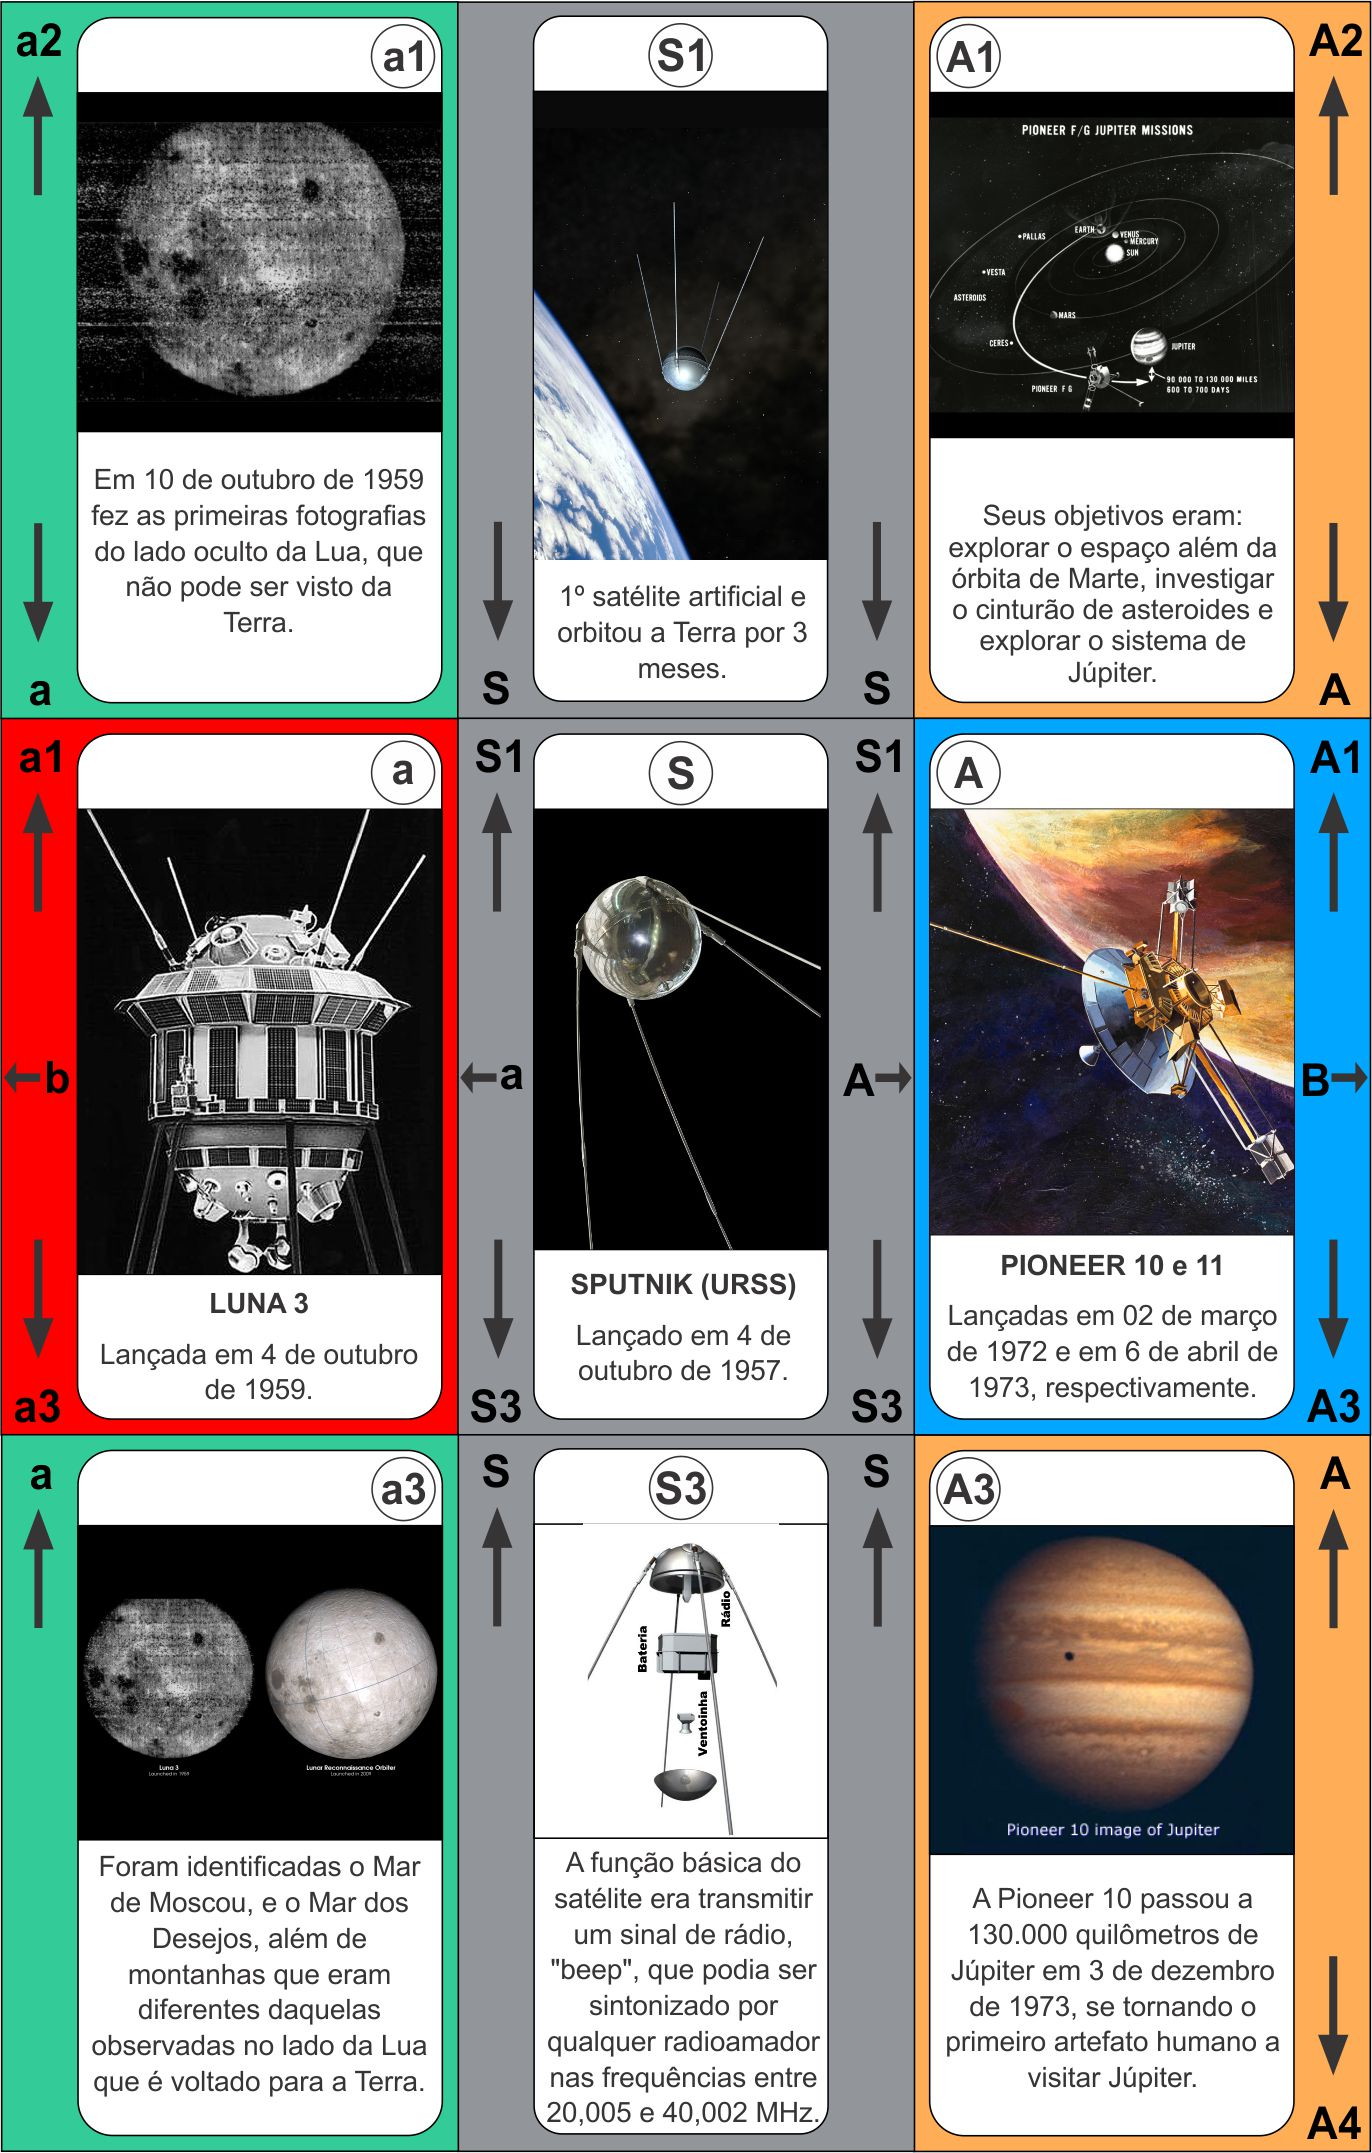 a2
a1
a
Em 10 de outubro de 1959
fez as primeiras fotografias
do lado oculto da Lua, que
não pode ser visto da
Terra.
S1
S
S
1º satélite artificial e
orbitou a Terra por 3
meses.
A1
A2
PIONEER F/G JUPITER MISSIONS
PALLAS
EARTH
VENUS
MERCURY
SUN
VESTA
ASTEROIDS
MARS
CERES
JUPITER
PIONEER F G
90 000 TO 130 000 MILES
600 TO 700 DAYS
A
Seus objetivos eram:
explorar o espaço além da
órbita de Marte, investigar
o cinturão de asteroides e
explorar o sistema de
Júpiter.
a1
a
b
a3
LUNA 3
Lançada em 4 de outubro
de 1959.
S1
S
S1
a
A
S3
S3
SPUTNIK (URSS)
Lançado em 4 de
outubro de 1957.
A
A1
B
A3
PIONEER 10 e 11
Lançadas em 02 de março
de 1972 e em 6 de abril de
1973, respectivamente.
a
a3
Luna 3
Launched in 1959
Lunar Reconnaissance Orbiter
Launched in 2009
Foram identificadas o Mar
de Moscou, e o Mar dos
Desejos, além de
montanhas que eram
diferentes daquelas
observadas no lado da Lua
que é voltado para a Terra.
S
S3
S
Rádio
Bateria
Ventoinha
A função básica do
satélite era transmitir
um sinal de rádio,
"beep", que podia ser
sintonizado por
qualquer radioamador
nas frequências entre
20,005 e 40,002 MHz.
A3
A
Pioneer 10 image of Jupiter
A Pioneer 10 passou a
130.000 quilômetros de
Júpiter em 3 de dezembro
de 1973, se tornando o
primeiro artefato humano a
visitar Júpiter.
A4